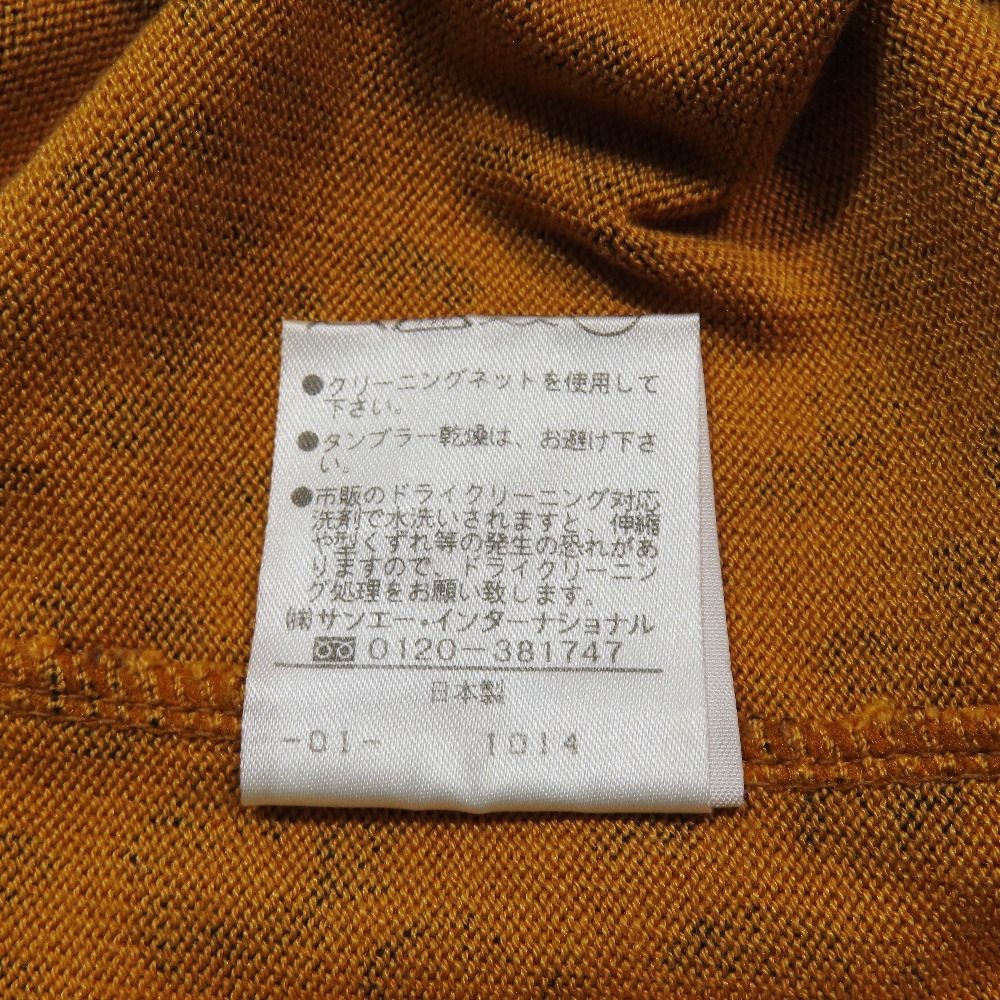 ●クリーニングネットを使用して
下さい。
●タンブラー乾燥は、お避け下さ
い。
●市販のドライクリーニング対応
洗剤で水洗いされますと、伸縮
や型くずれ等の発生の恐れがあ
りますので、ドライクリーニン
グ処理をお願い致します。
㈱サンエー・インターナショナル
0120-381747
日本製
-01- 1014